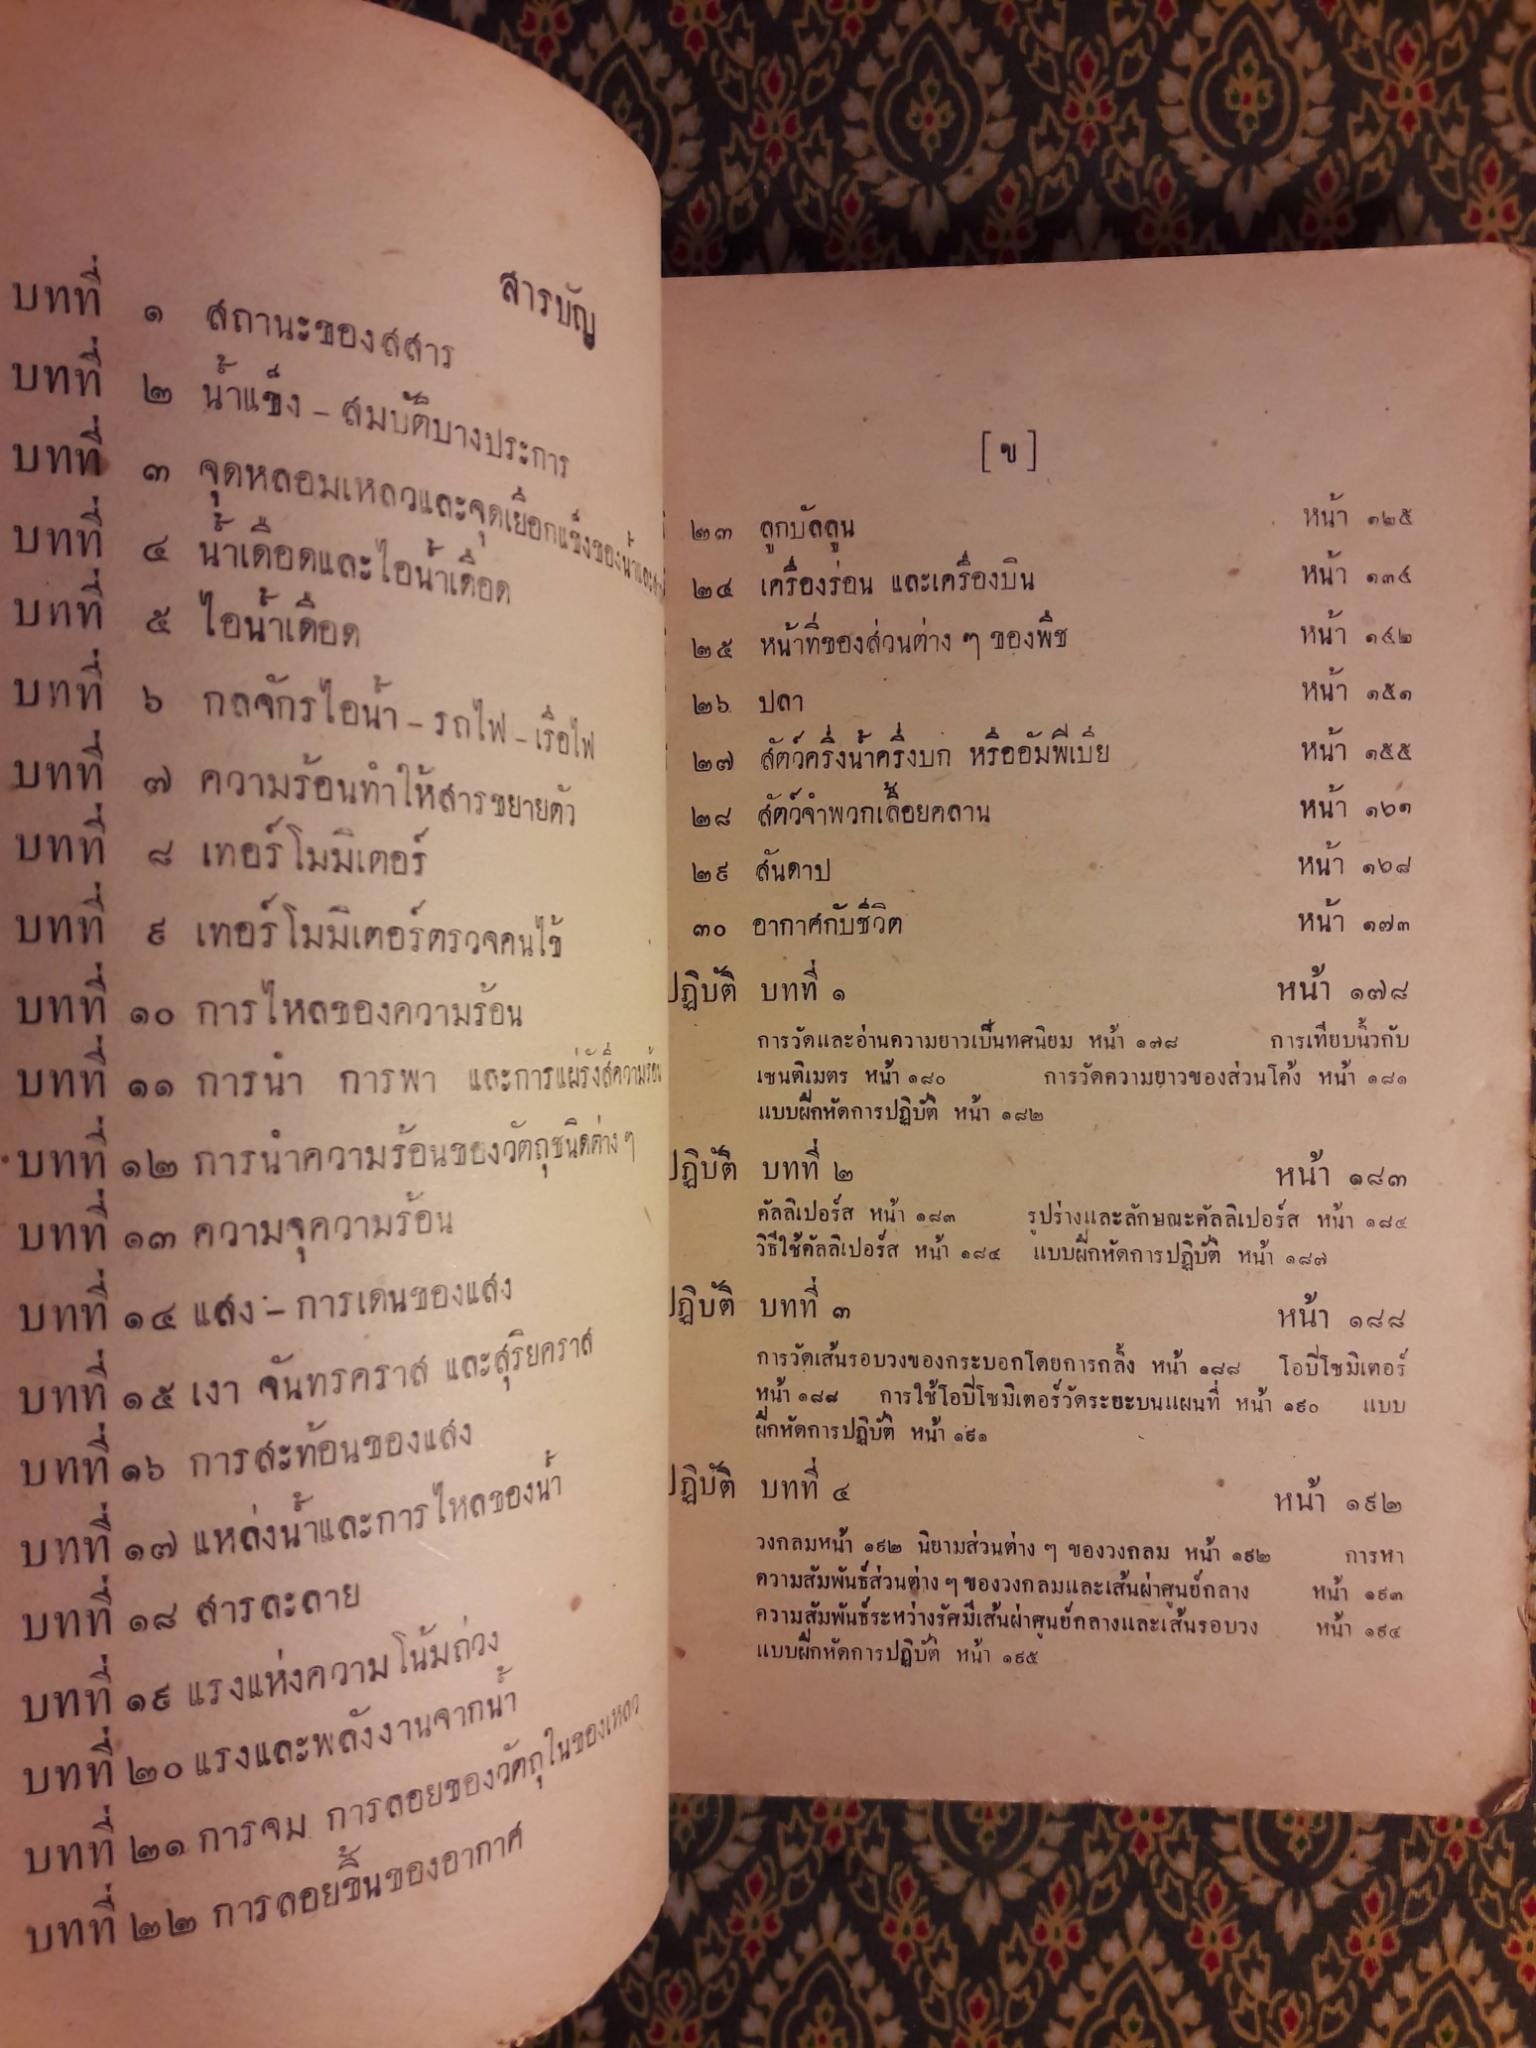 สารบัญ
บทที่ ๑ สถานะของสสาร
บทที่ ๒ น้ำแข็ง - สมบัติบางประการ
บทที่ ๓ จุดหลอมเหลวและจุดเยือกแข็งของน้ำและ
บทที่ ๔ น้ำเดือดและไอน้ำเดือด
บทที่ ๕ ไอน้ำเดือด
บทที่ ๖ กลจักรไอน้ำ - รถไฟ - เรือไฟ
บทที่ ๗ ความร้อนทำให้สารขยายตัว
บทที่ ๘ เทอร์โมมิเตอร์
บทที่ ๙ เทอร์โมมิเตอร์ตรวจคนไข้
บทที่ ๑๐ การไหลของความร้อน
บทที่ ๑๑ การนำ การพา และการแผ่รังสีความร้อน
บทที่ ๑๒ การนำความร้อนของวัตถุชนิดต่าง ๆ
บทที่ ๑๓ ความจุความร้อน
บทที่ ๑๔ แสง - การเดินของแสง
บทที่ ๑๕ เงา จันทรคราส และสุริยคราส
บทที่ ๑๖ การสะท้อนของแสง
บทที่ ๑๗ แหล่งน้ำและการไหลของน้ำ
บทที่ ๑๘ สารละลาย
บทที่ ๑๙ แรงแห่งความโน้มถ่วง
บทที่ ๒๐ แรงและพลังงานจากน้ำ
บทที่ ๒๑ การจม การลอยของวัตถุในของเหลว
บทที่ ๒๒ การลอยขึ้นของอากาศ
[ข]
๒๓ ลูกบัลลูน หน้า ๑๒๕
๒๔ เครื่องร่อน และเครื่องบิน หน้า ๑๓๔
๒๕ หน้าที่ของส่วนต่าง ๆ ของพืช หน้า ๑๔๒
๒๖ ปลา หน้า ๑๕๑
๒๗ สัตว์ครึ่งน้ำครึ่งบก หรืออัมพีเบีย หน้า ๑๕๕
๒๘ สัตว์จำพวกเลื้อยคลาน หน้า ๑๖๑
๒๙ สันดาป หน้า ๑๖๘
๓๐ อากาศกับชีวิต หน้า ๑๗๓
ปฏิบัติ บทที่ ๑ หน้า ๑๗๘
การวัดและอ่านความยาวเป็นทศนิยม หน้า ๑๗๘ การเทียบนิ้วกับ
เซนติเมตร หน้า ๑๘๐ การวัดความยาวของส่วนโค้ง หน้า ๑๘๑
แบบฝึกหัดการปฏิบัติ หน้า ๑๘๒
ปฏิบัติ บทที่ ๒ หน้า ๑๘๓
คัลลิเปอร์ส หน้า ๑๘๓ รูปร่างและลักษณะคัลลิเปอร์ส หน้า ๑๘๔
วิธีใช้คัลลิเปอร์ส หน้า ๑๘๔ แบบฝึกหัดการปฏิบัติ หน้า ๑๘๗
ปฏิบัติ บทที่ ๓ หน้า ๑๘๘
การวัดเส้นรอบวงของกระบอกโดยการกลิ้ง หน้า ๑๘๘ โอปิโซมิเตอร์
หน้า ๑๘๙ การใช้โอปิโซมิเตอร์วัดระยะบนแผนที่ หน้า ๑๙๐ แบบ
ฝึกหัดการปฏิบัติ หน้า ๑๙๑
ปฏิบัติ บทที่ ๔ หน้า ๑๙๒
วงกลมหน้า ๑๙๒ นิยามส่วนต่าง ๆ ของวงกลม หน้า ๑๙๒ การหา
ความสัมพันธ์ส่วนต่าง ๆ ของวงกลมและเส้นผ่าศูนย์กลาง หน้า ๑๙๓
ความสัมพันธ์ระหว่างรัศมีเส้นผ่าศูนย์กลางและเส้นรอบวง หน้า ๑๙๔
แบบฝึกหัดการปฏิบัติ หน้า ๑๙๕